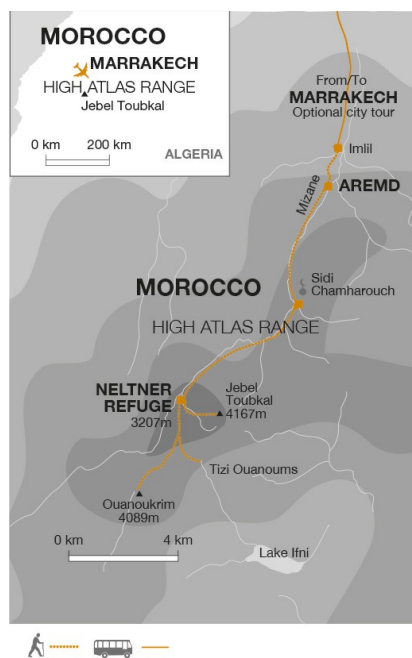 MOROCCO
MARRAKECH
HIGH ATLAS RANGE
Jebel Toubkal
0 km
200 km
ALGERIA
From/To
MARRAKECH
Optional city tour
Imlil
AREMD
Mizane
Sidi
Chamharouch
MOROCCO
HIGH ATLAS RANGE
NELTNER
REFUGE
3207m
Jebel
Toubkal
4167m
Tizi Ouanoums
Ouanoukrim
4089m
0 km
4 km
Lake Ifni